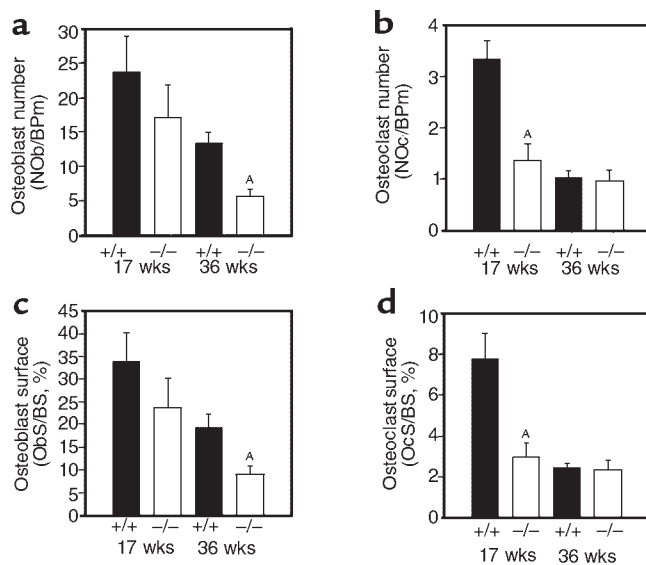 a
Osteoblast number
(NOb/BPm)
30
25
20
15
10
5
0
A
+/+ −/− +/+ −/−
17 wks 36 wks
b
Osteoclast number
(NOc/BPm)
4
3
2
1
0
A
+/+ −/− +/+ −/−
17 wks 36 wks
c
Osteoblast surface
(ObS/BS, %)
45
40
35
30
25
20
15
10
5
0
A
+/+ −/− +/+ −/−
17 wks 36 wks
d
Osteoclast surface
(OcS/BS, %)
10
8
6
4
2
0
A
+/+ −/− +/+ −/−
17 wks 36 wks